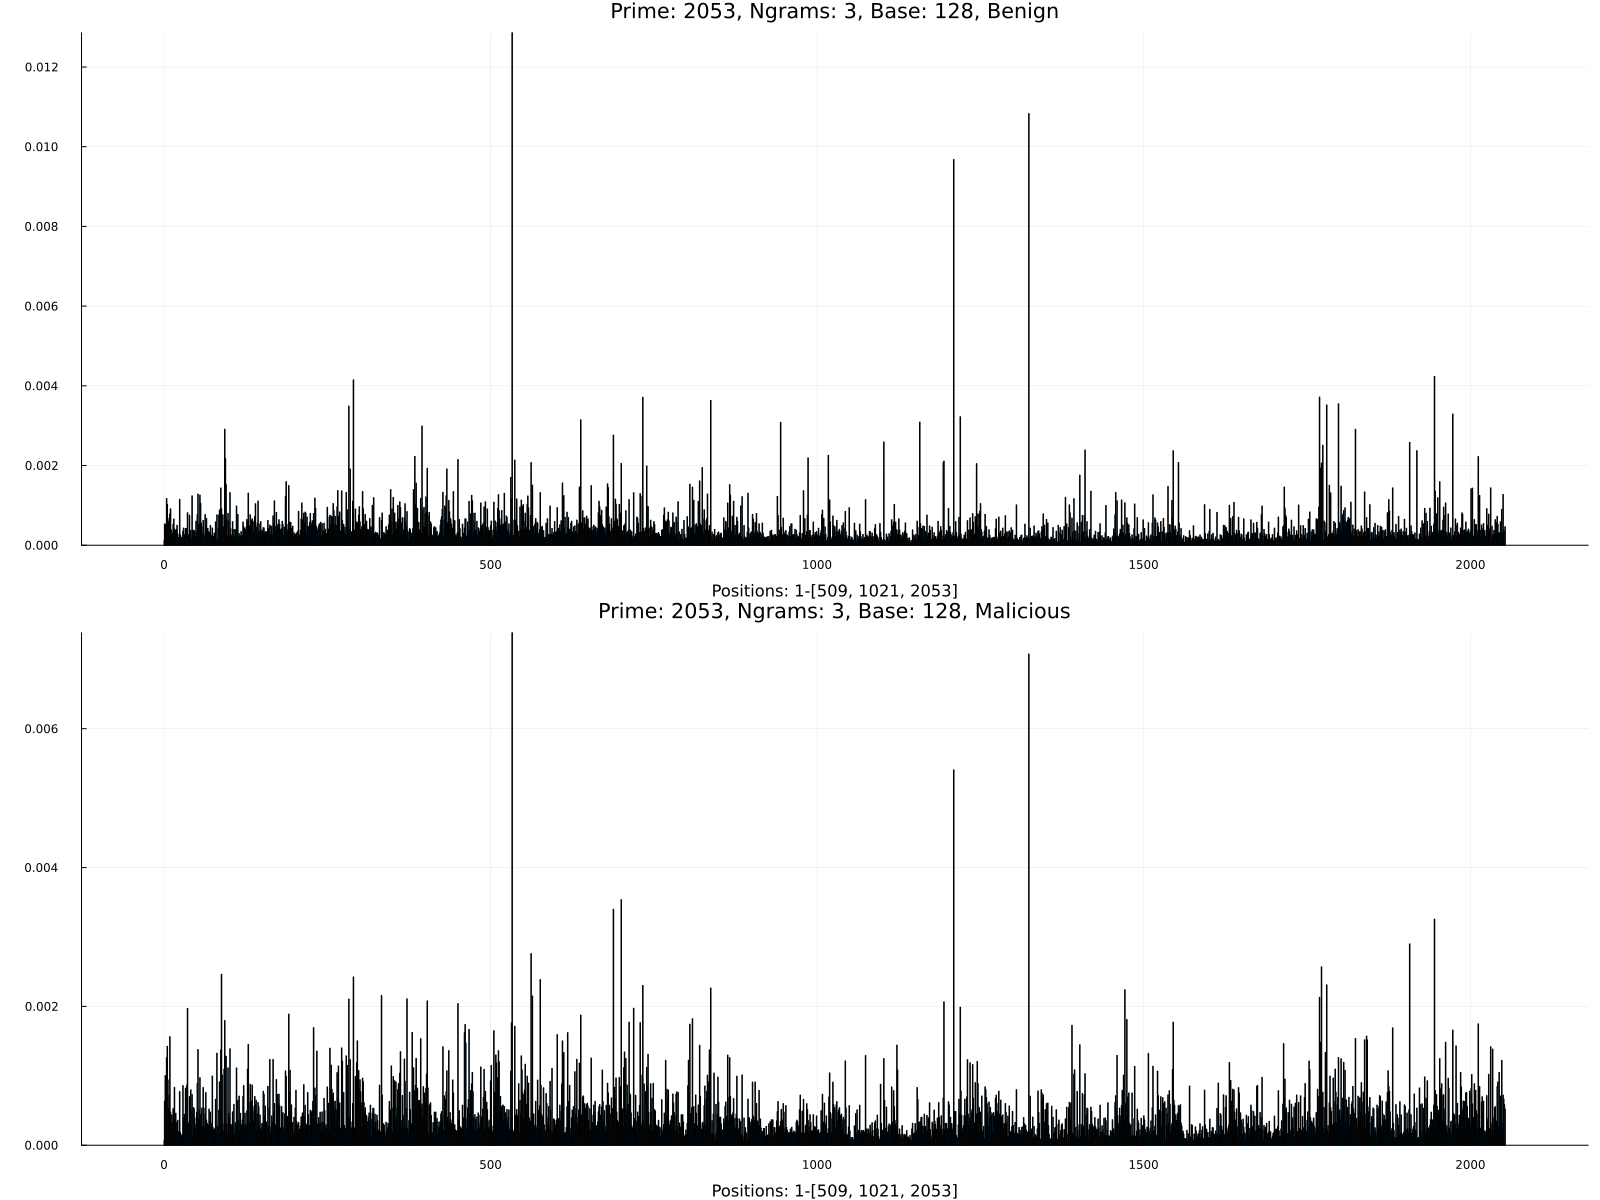 Prime: 2053, Ngrams: 3, Base: 128, Benign
0.012
0.010
0.008
0.006
0.004
0.002
0.000
0 500 1000 1500 2000
Positions: 1-[509, 1021, 2053]
Prime: 2053, Ngrams: 3, Base: 128, Malicious
0.006
0.004
0.002
0.000
0 500 1000 1500 2000
Positions: 1-[509, 1021, 2053]